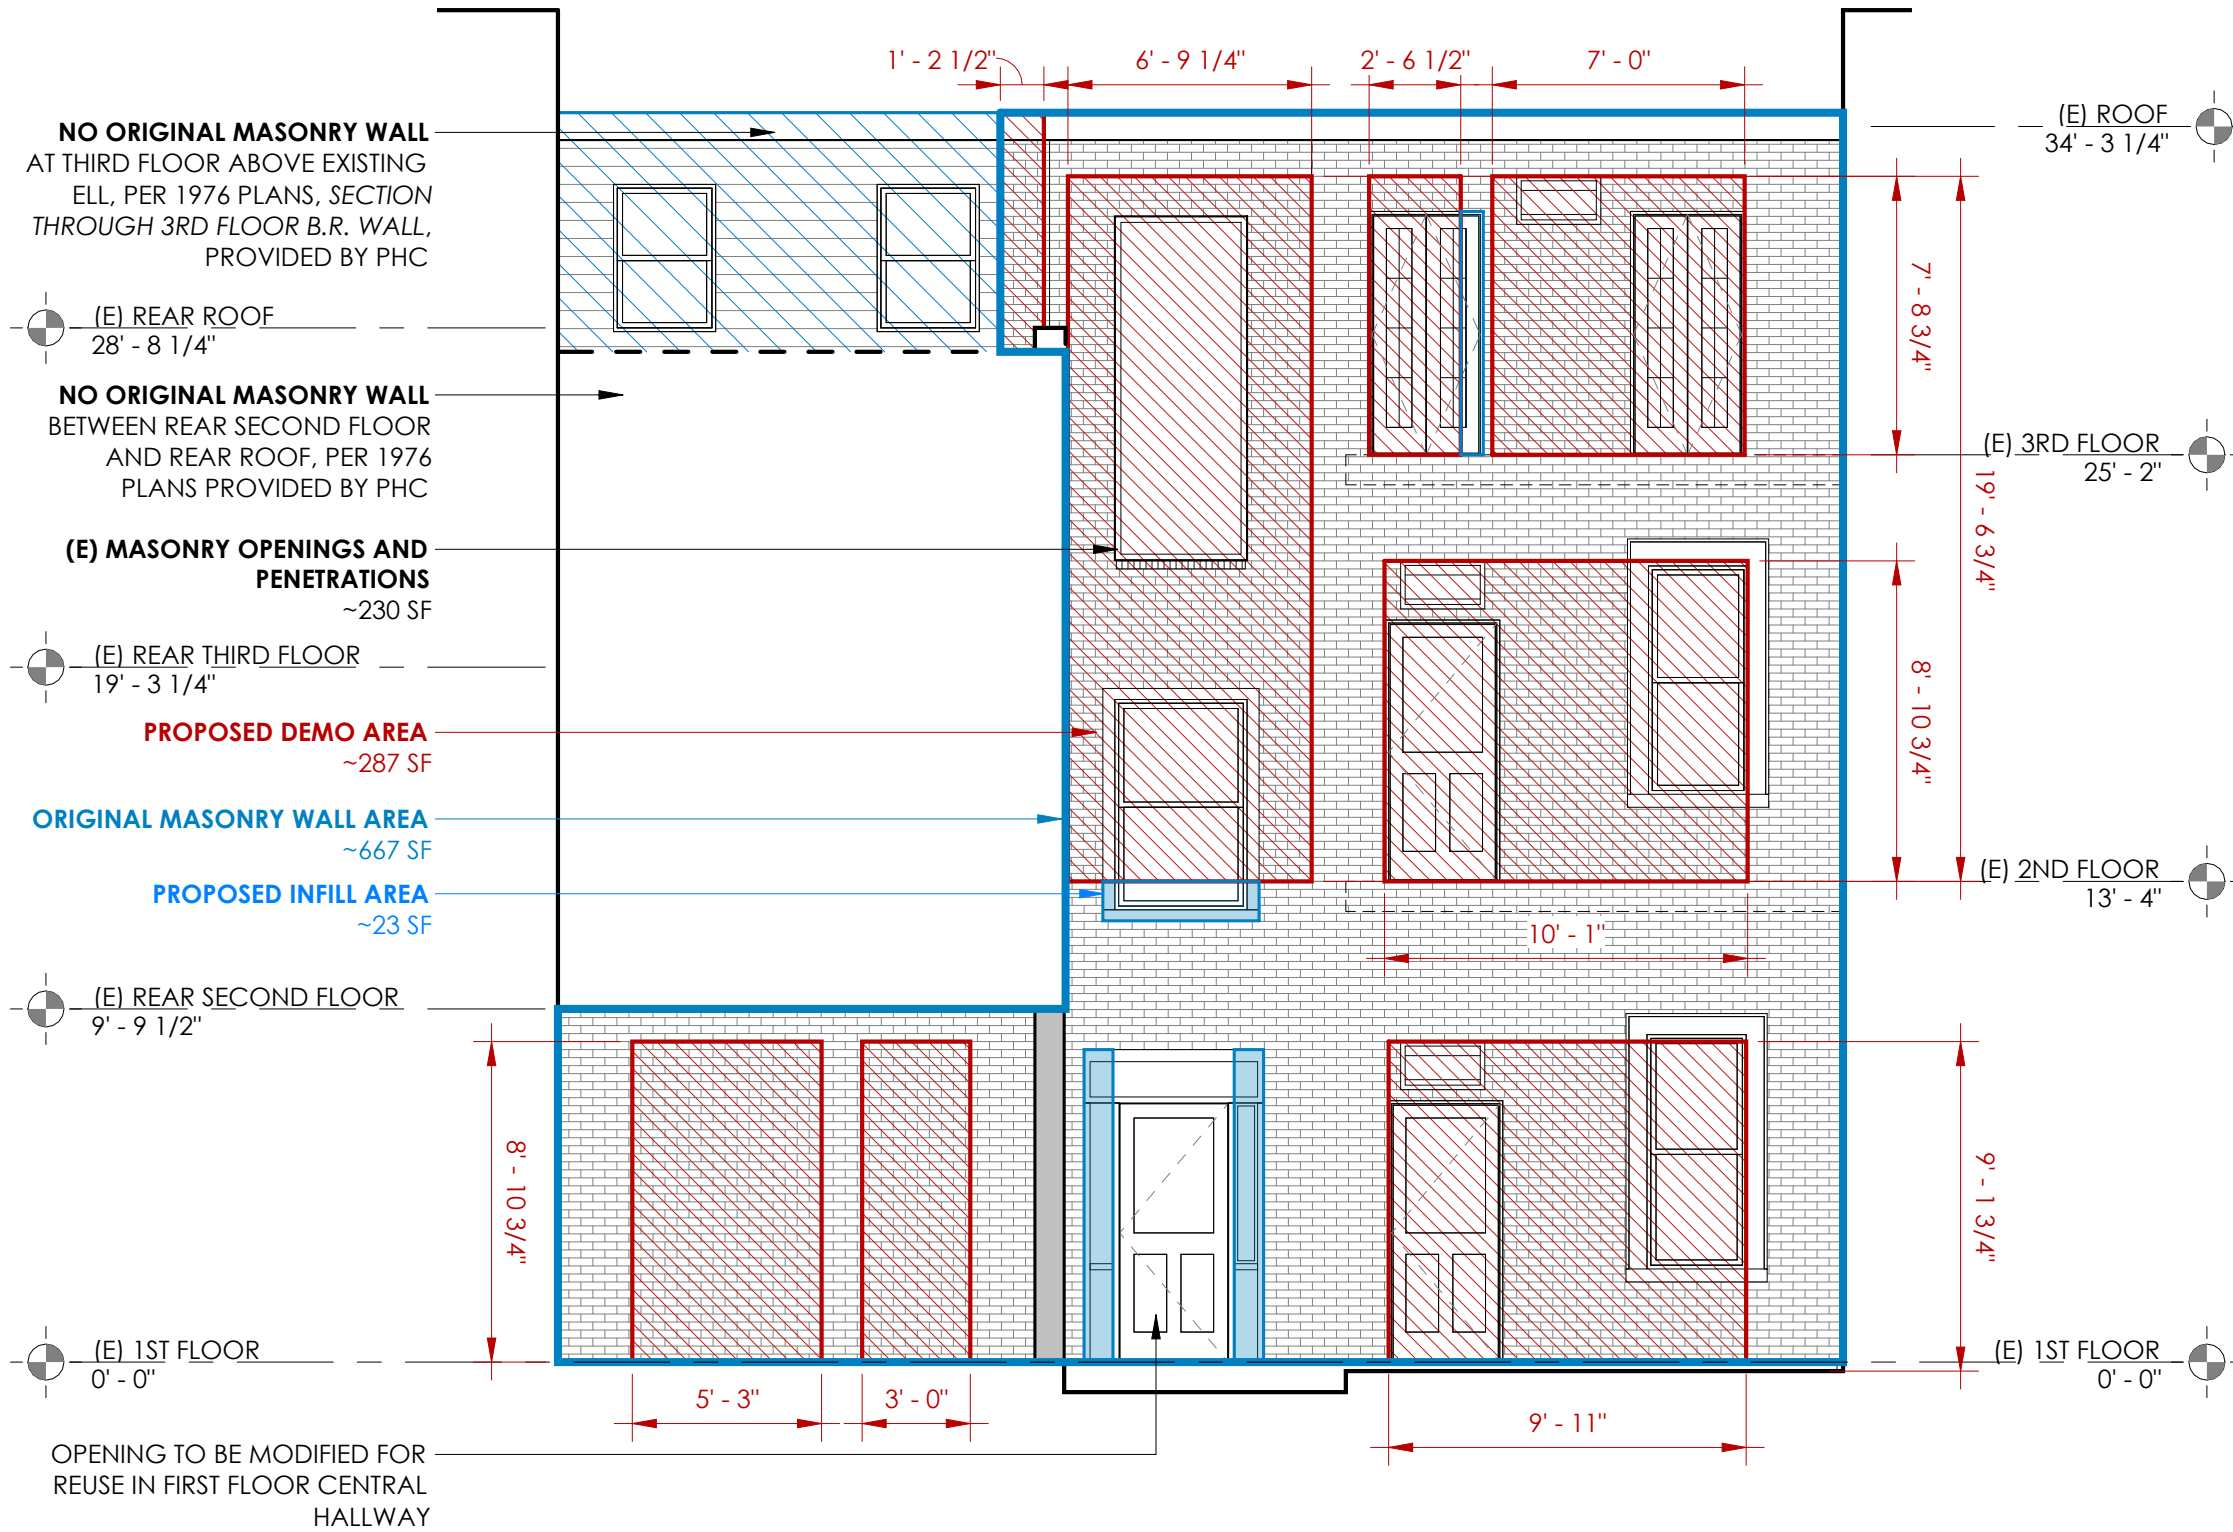 1' - 2 1/2"
6' - 9 1/4"
2' - 6 1/2"
7' - 0"
NO ORIGINAL MASONRY WALL
AT THIRD FLOOR ABOVE EXISTING
ELL, PER 1976 PLANS, SECTION
THROUGH 3RD FLOOR B.R. WALL,
PROVIDED BY PHC
(E) REAR ROOF
28' - 8 1/4"
NO ORIGINAL MASONRY WALL
BETWEEN REAR SECOND FLOOR
AND REAR ROOF, PER 1976
PLANS PROVIDED BY PHC
(E) MASONRY OPENINGS AND
PENETRATIONS
~230 SF
(E) REAR THIRD FLOOR
19' - 3 1/4"
PROPOSED DEMO AREA
~287 SF
ORIGINAL MASONRY WALL AREA
~667 SF
PROPOSED INFILL AREA
~23 SF
(E) REAR SECOND FLOOR
9' - 9 1/2"
8' - 10 3/4"
(E) 1ST FLOOR
0' - 0"
5' - 3"
3' - 0"
OPENING TO BE MODIFIED FOR
REUSE IN FIRST FLOOR CENTRAL
HALLWAY
(E) ROOF
34' - 3 1/4"
7' - 8 3/4"
(E) 3RD FLOOR
25' - 2"
19' - 6 3/4"
8' - 10 3/4"
(E) 2ND FLOOR
13' - 4"
10' - 1"
9' - 1 3/4"
(E) 1ST FLOOR
0' - 0"
9' - 11"